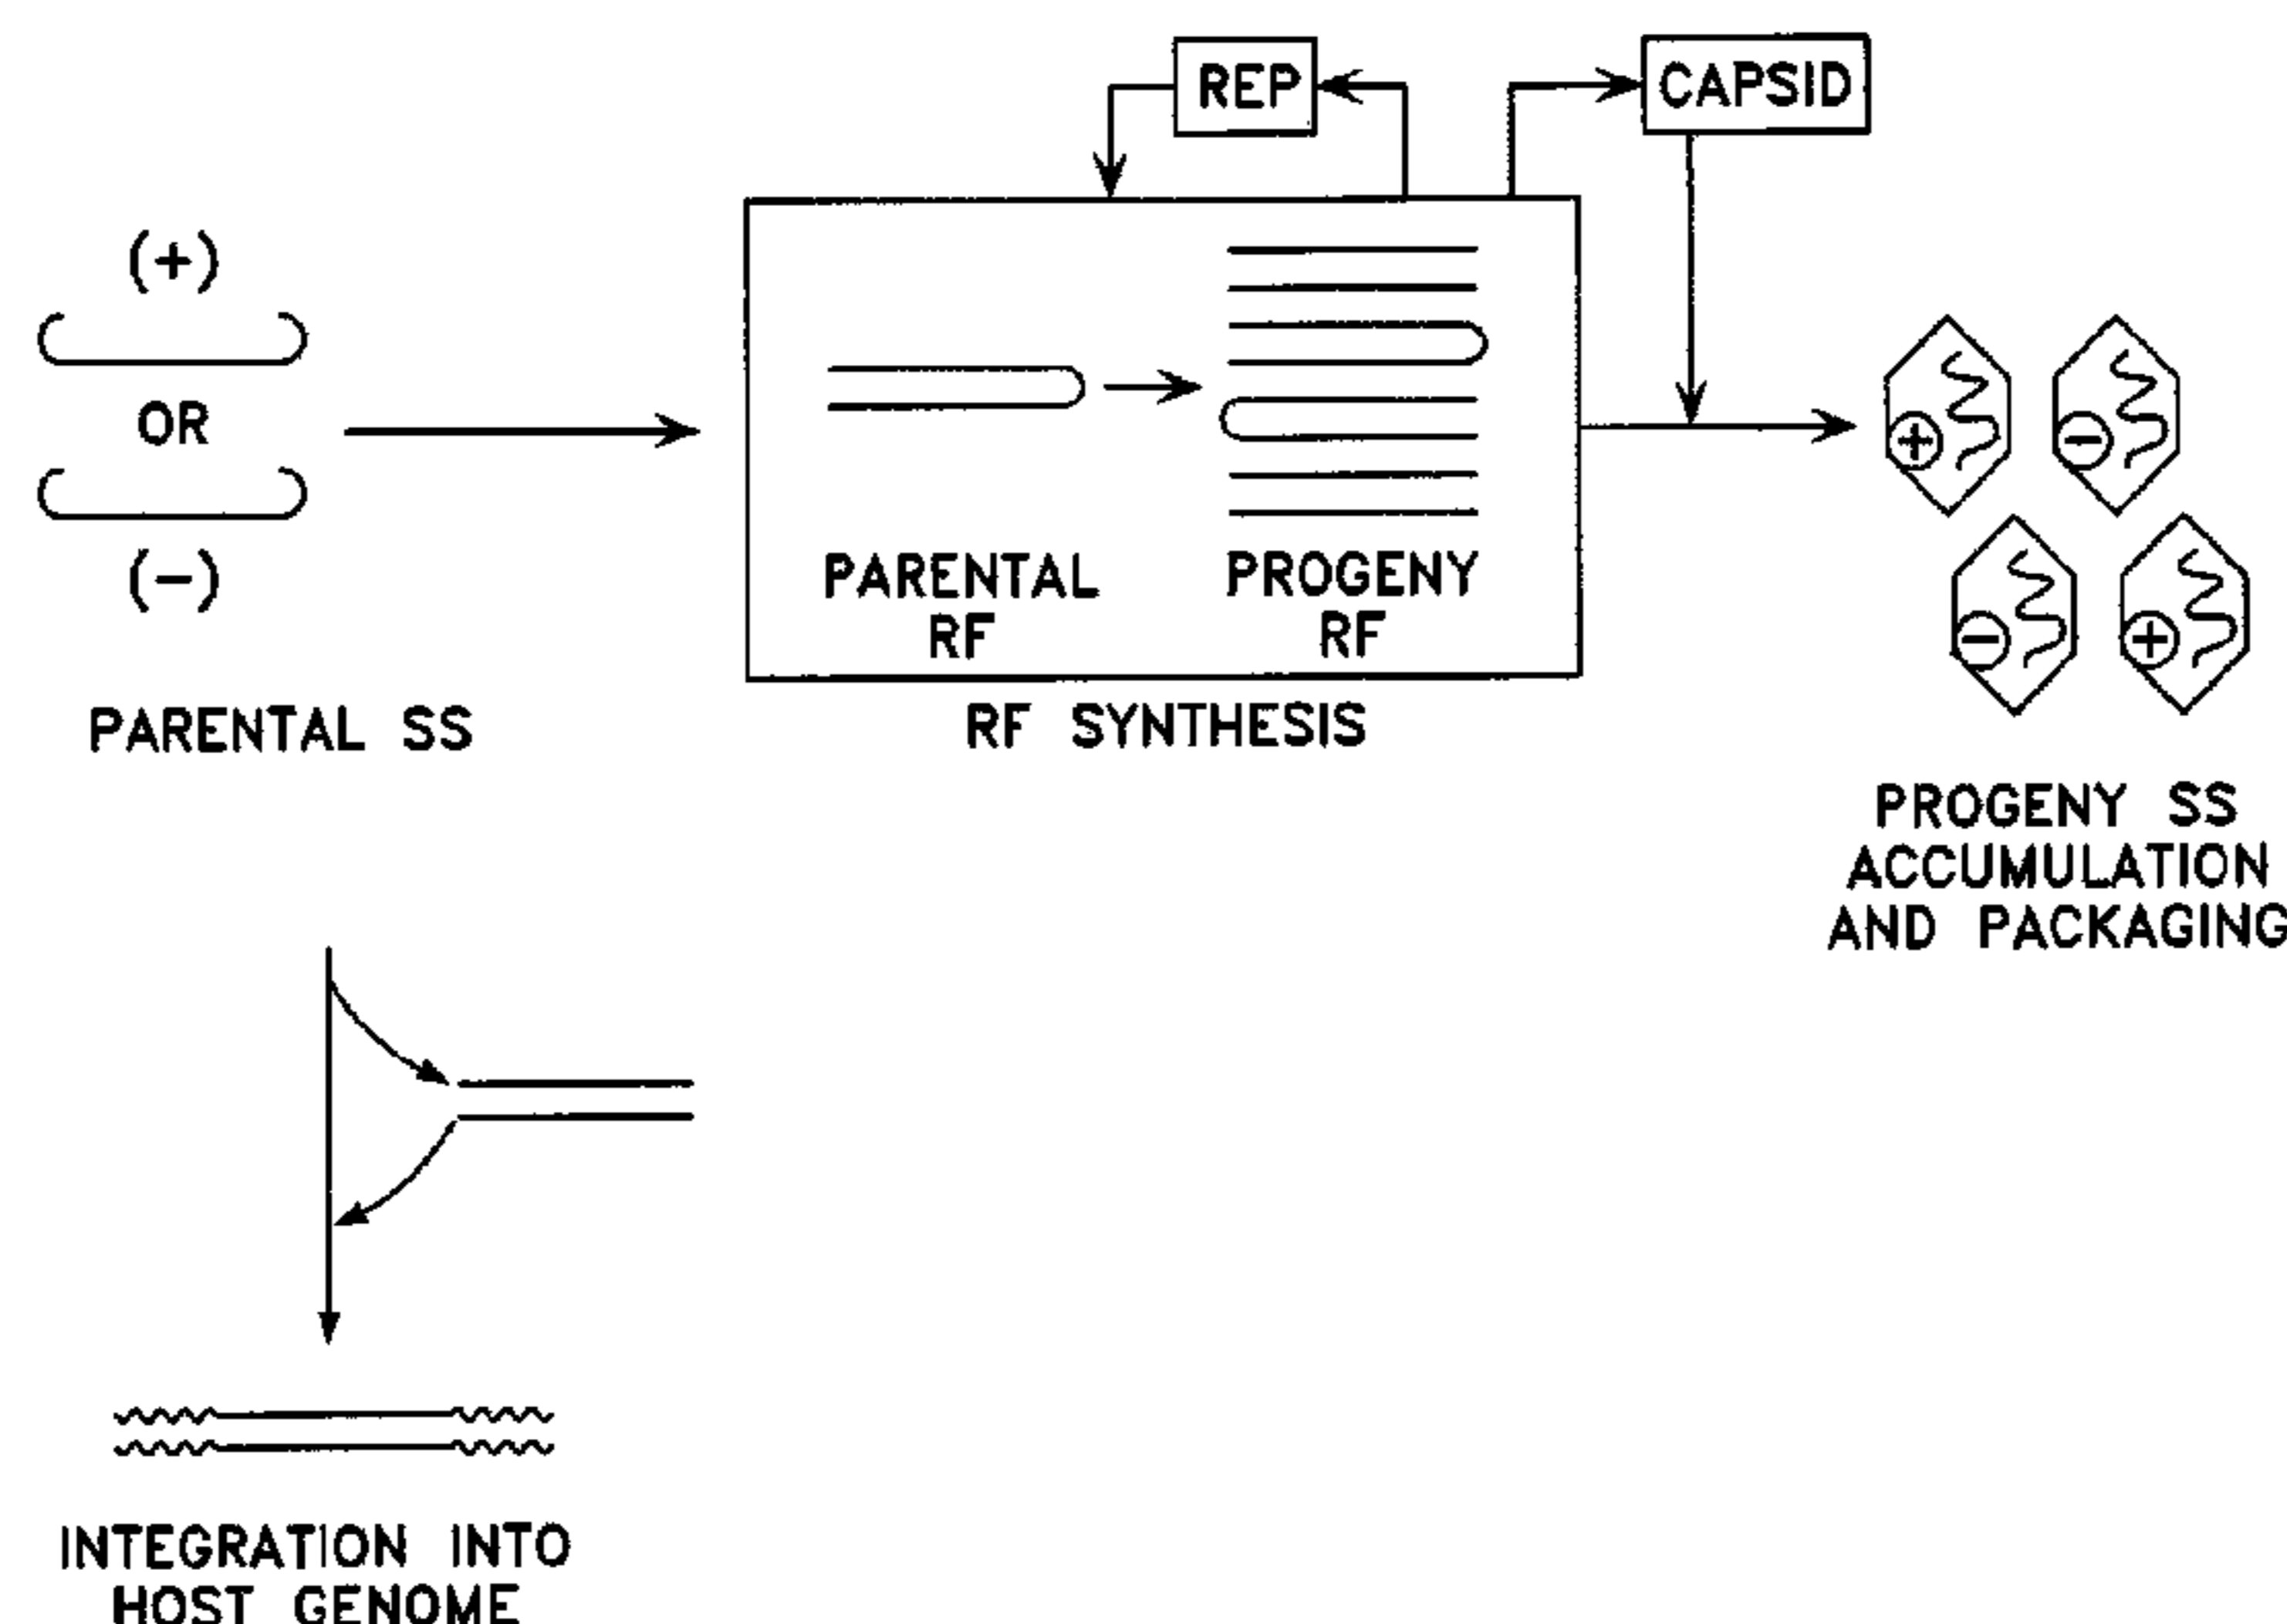 REP
CAPSID
(+)
OR
(−)
PARENTAL SS
PARENTAL
RF
PROGENY
RF
RF SYNTHESIS
+
−
−
+
PROGENY SS
ACCUMULATION
AND PACKAGING
INTEGRATION INTO
HOST GENOME